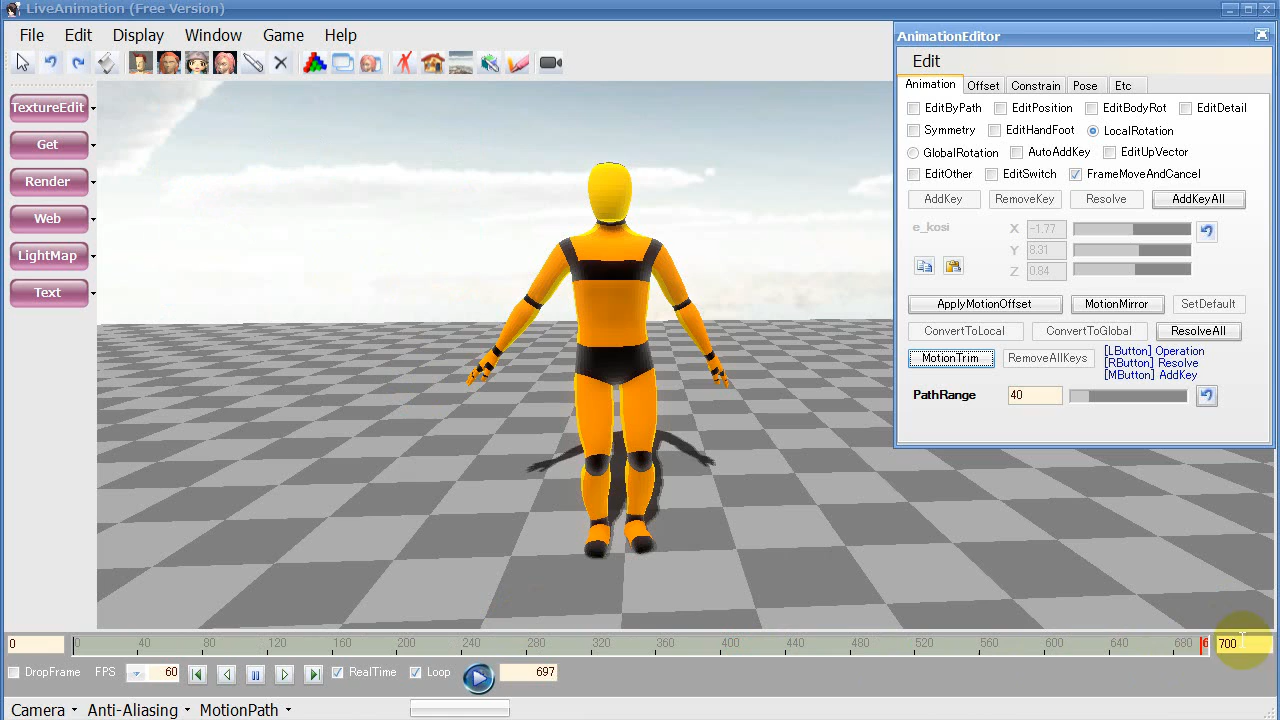 LiveAnimation (Free Version)
File Edit Display Window Game Help
TextureEdit
Get
Render
Web
LightMap
Text
AnimationEditor
Edit
Animation Offset Constrain Pose Etc
EditByPath EditPosition EditBodyRot EditDetail
Symmetry EditHandFoot LocalRotation
GlobalRotation AutoAddKey EditUpVector
EditOther EditSwitch FrameMoveAndCancel
AddKey RemoveKey Resolve AddKeyAll
e_kosi X -1.77
Y 8.31
Z 0.84
ApplyMotionOffset MotionMirror SetDefault
ConvertToLocal ConvertToGlobal ResolveAll
MotionTrim RemoveAllKeys
[LButton] Operation
[RButton] Resolve
[MButton] AddKey
PathRange 40
0 0 40 80 120 160 200 240 280 320 360 400 440 480 520 560 600 640 680 6 700
DropFrame FPS 60 RealTime Loop 697
Camera Anti-Aliasing MotionPath